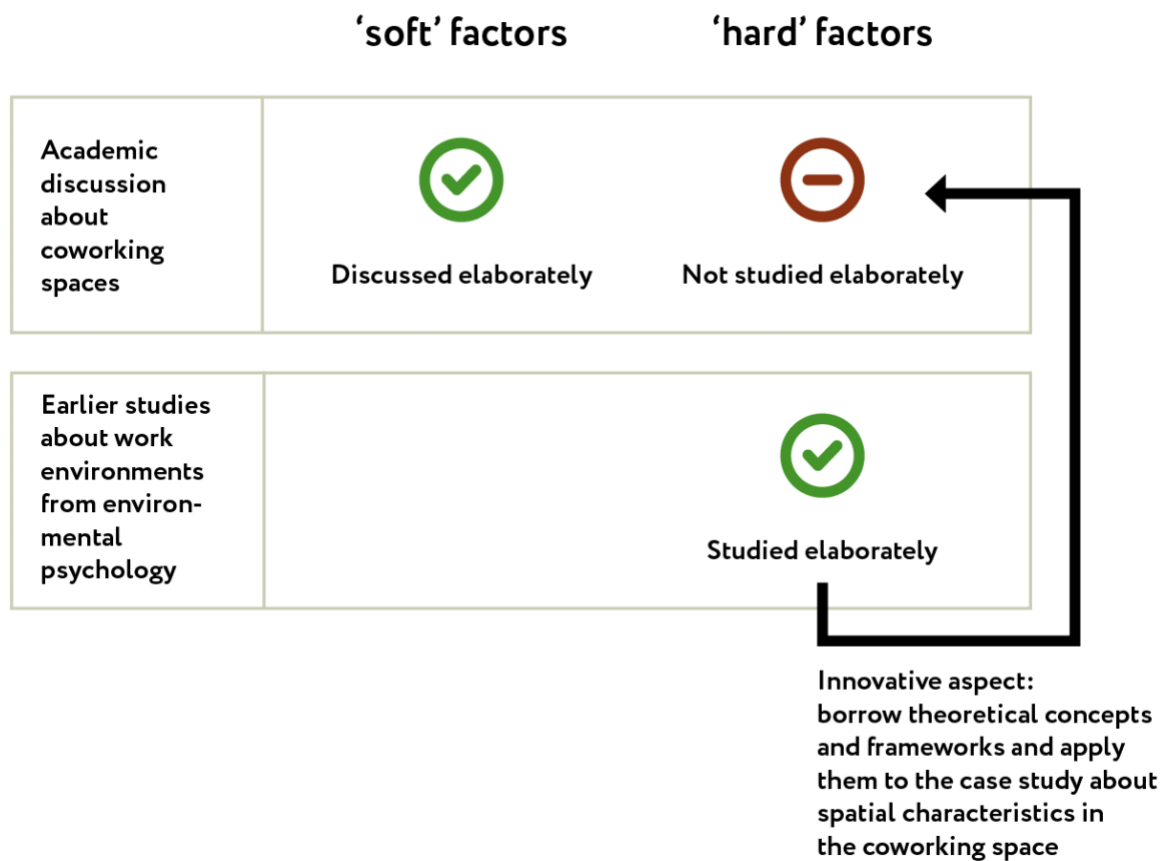 ‘soft’ factors
‘hard’ factors
Academic
discussion
about
coworking
spaces
Discussed elaborately
Not studied elaborately
Earlier studies
about work
environments
from environ-
mental
psychology
Studied elaborately
Innovative aspect:
borrow theoretical concepts
and frameworks and apply
them to the case study about
spatial characteristics in
the coworking space